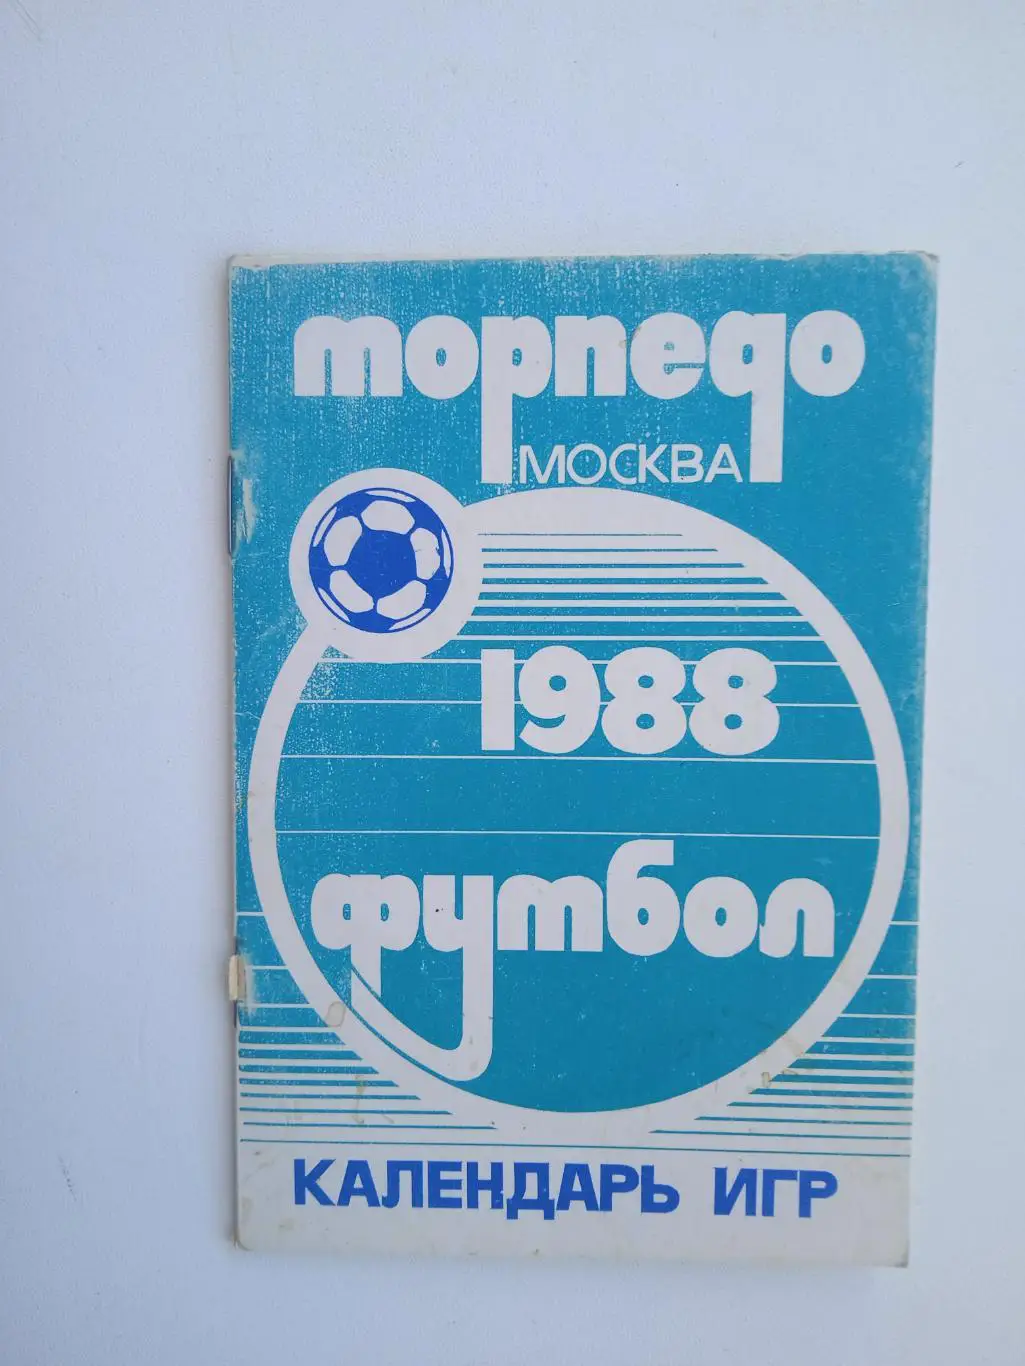 торпедо
МОСКВА
1988
футбол
КАЛЕНДАРЬ ИГР